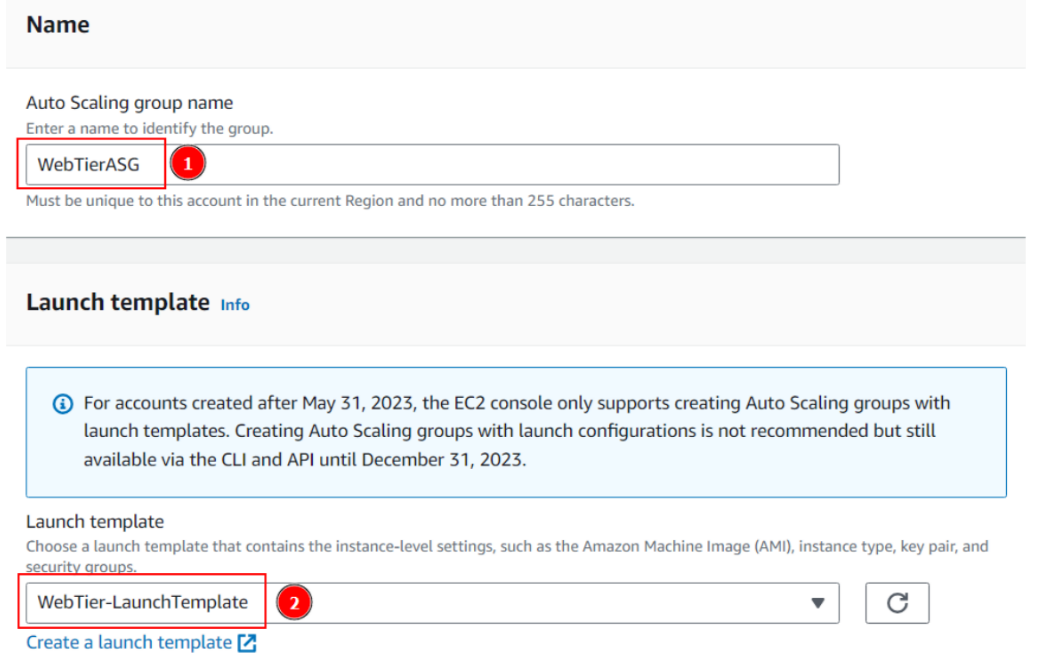 Name
Auto Scaling group name
Enter a name to identify the group.
WebTierASG 1
Must be unique to this account in the current Region and no more than 255 characters.
Launch template Info
For accounts created after May 31, 2023, the EC2 console only supports creating Auto Scaling groups with
launch templates. Creating Auto Scaling groups with launch configurations is not recommended but still
available via the CLI and API until December 31, 2023.
Launch template
Choose a launch template that contains the instance-level settings, such as the Amazon Machine Image (AMI), instance type, key pair, and
security groups.
WebTier-LaunchTemplate 2
Create a launch template